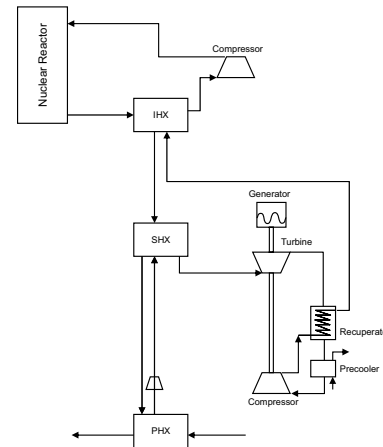 Compressor
Nuclear Reactor
IHX
Generator
SHX
Turbine
Recuperato
Precooler
Compressor
PHX